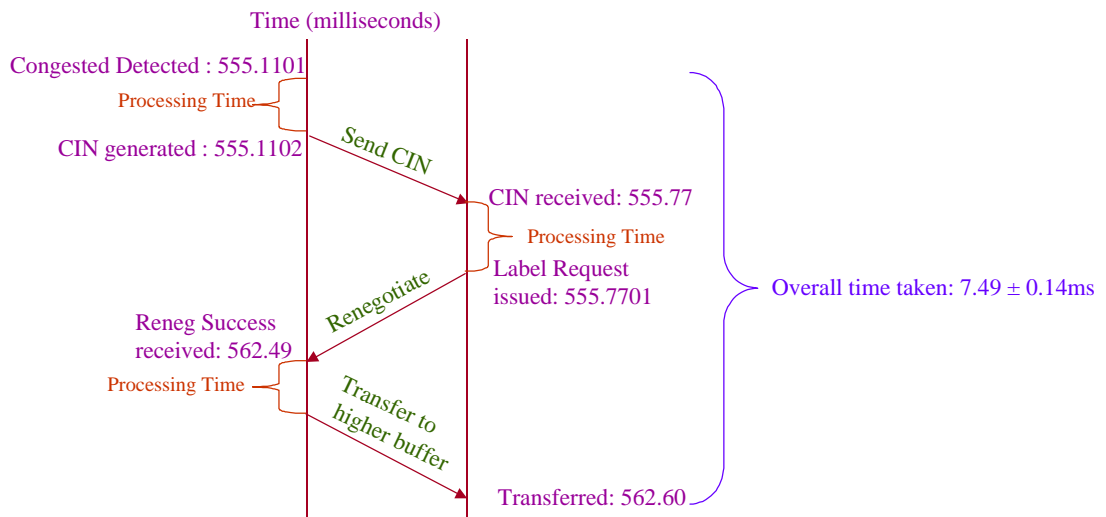 Time (milliseconds)
Congested Detected : 555.1101
Processing Time
CIN generated : 555.1102
Send CIN
CIN received: 555.77
Processing Time
Label Request
issued: 555.7701
Overall time taken: 7.49 ± 0.14ms
Renegotiate
Reneg Success
received: 562.49
Processing Time
Transfer to
higher buffer
Transferred: 562.60